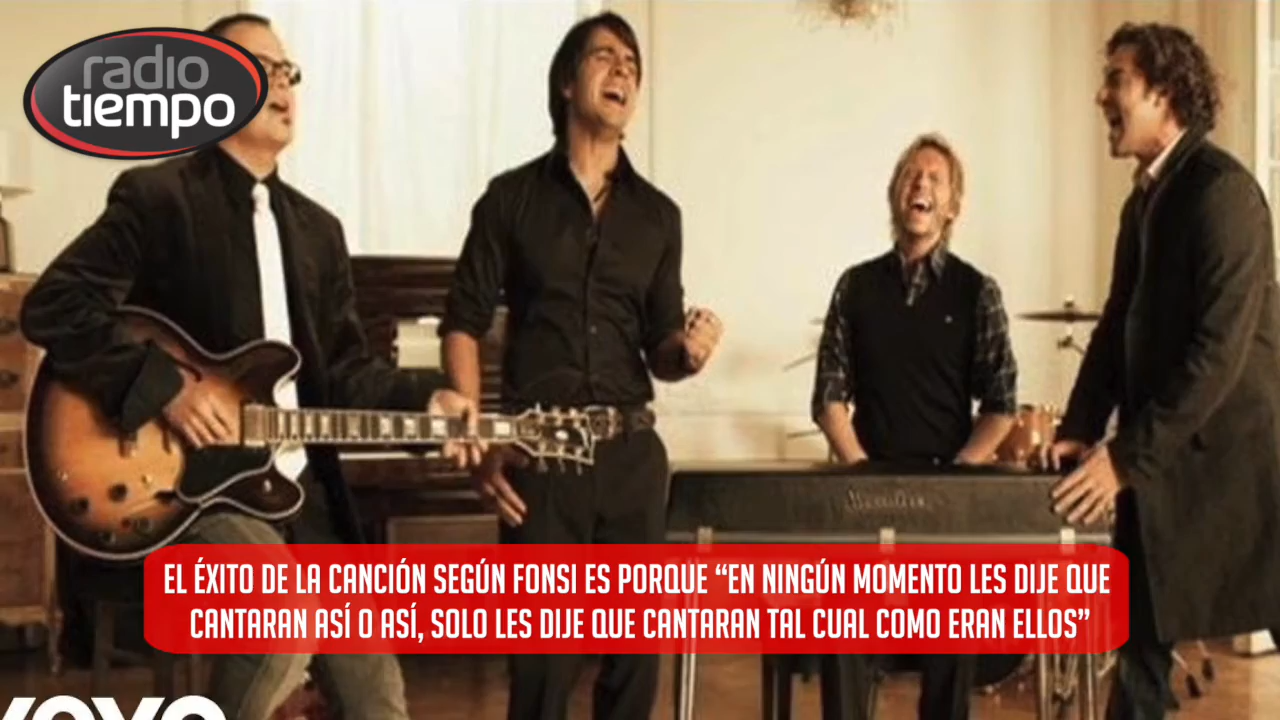 radio
tiempo
EL ÉXITO DE LA CANCIÓN SEGÚN FONSI ES PORQUE “EN NINGÚN MOMENTO LES DIJE QUE
CANTARAN ASÍ O ASÍ, SOLO LES DIJE QUE CANTARAN TAL CUAL COMO ERAN ELLOS”
vevo